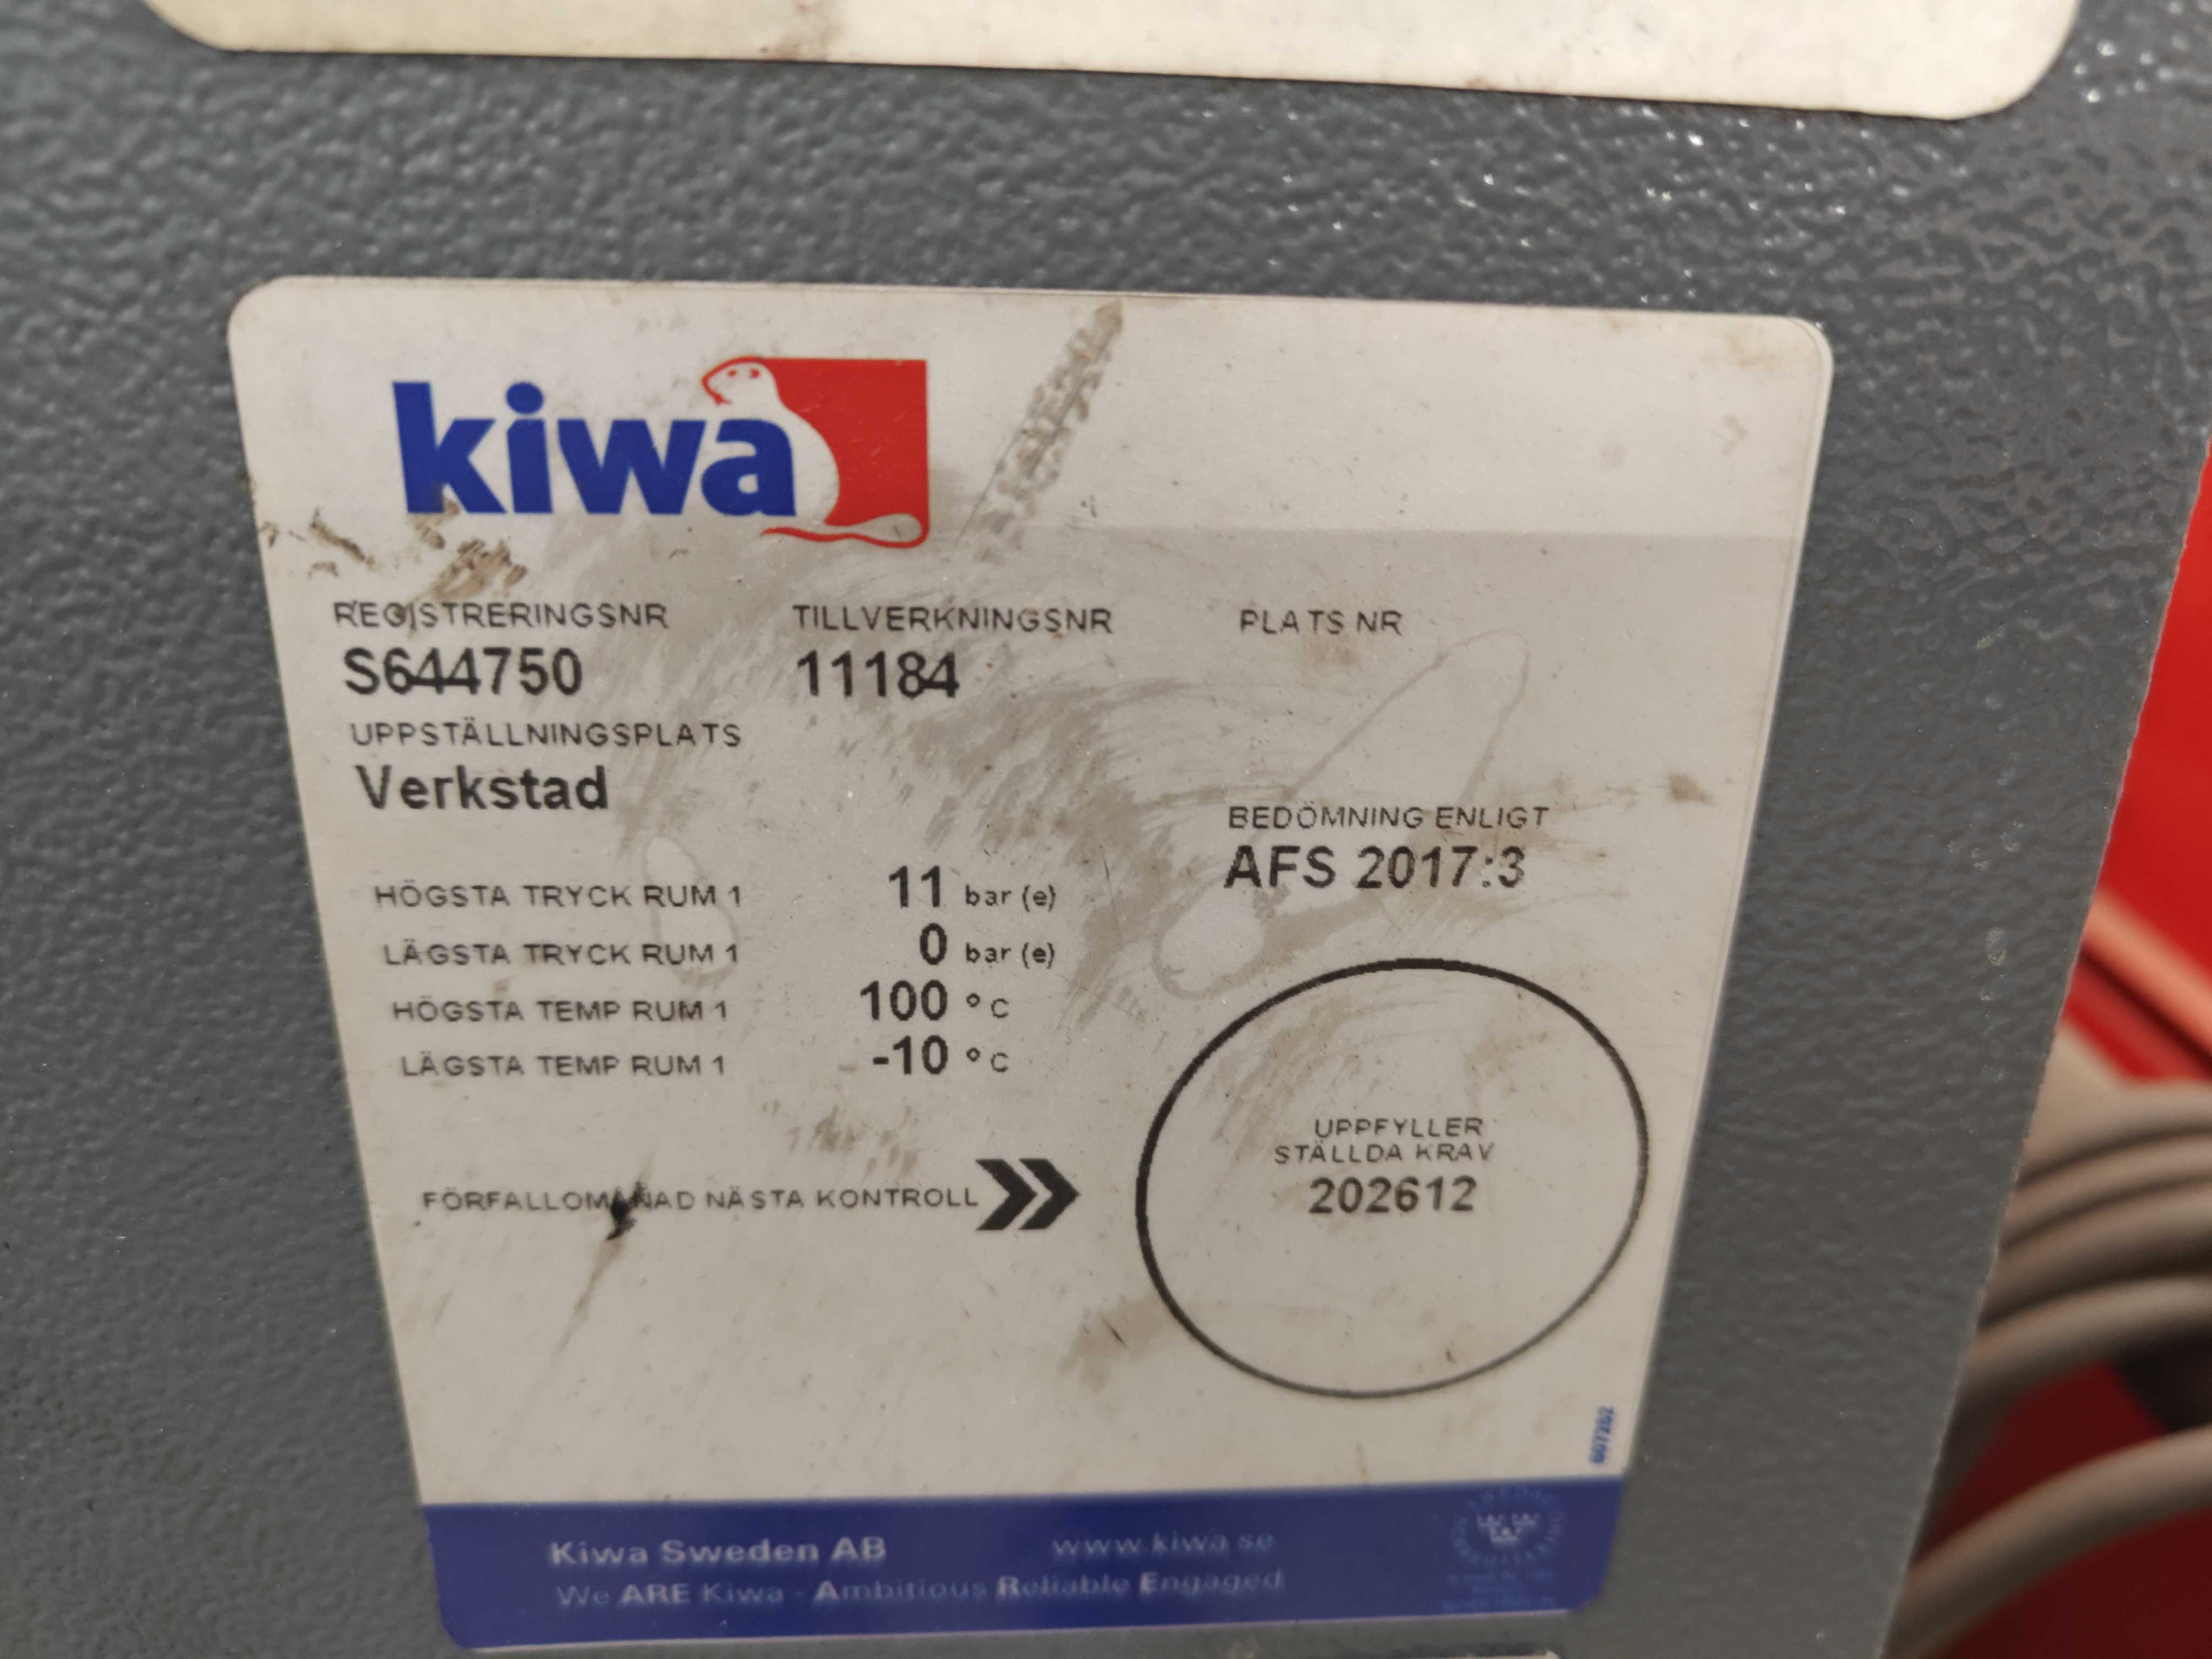 kiwa
REGISTRERINGSNR TILLVERKNINGSNR PLATS NR
S644750 11184
UPPSTÄLLNINGSPLATS
Verkstad
BEDÖMNING ENLIGT
AFS 2017:3
HÖGSTA TRYCK RUM 1 11 bar (e)
LÄGSTA TRYCK RUM 1 0 bar (e)
HÖGSTA TEMP RUM 1 100 °C
LÄGSTA TEMP RUM 1 -10 °C
UPPFYLLER
STÄLLDA KRAV
FÖRFALLOMÅNAD NÄSTA KONTROLL 202612
Kiwa Sweden AB www.kiwa.se
We ARE Kiwa - Ambitious Reliable Engaged